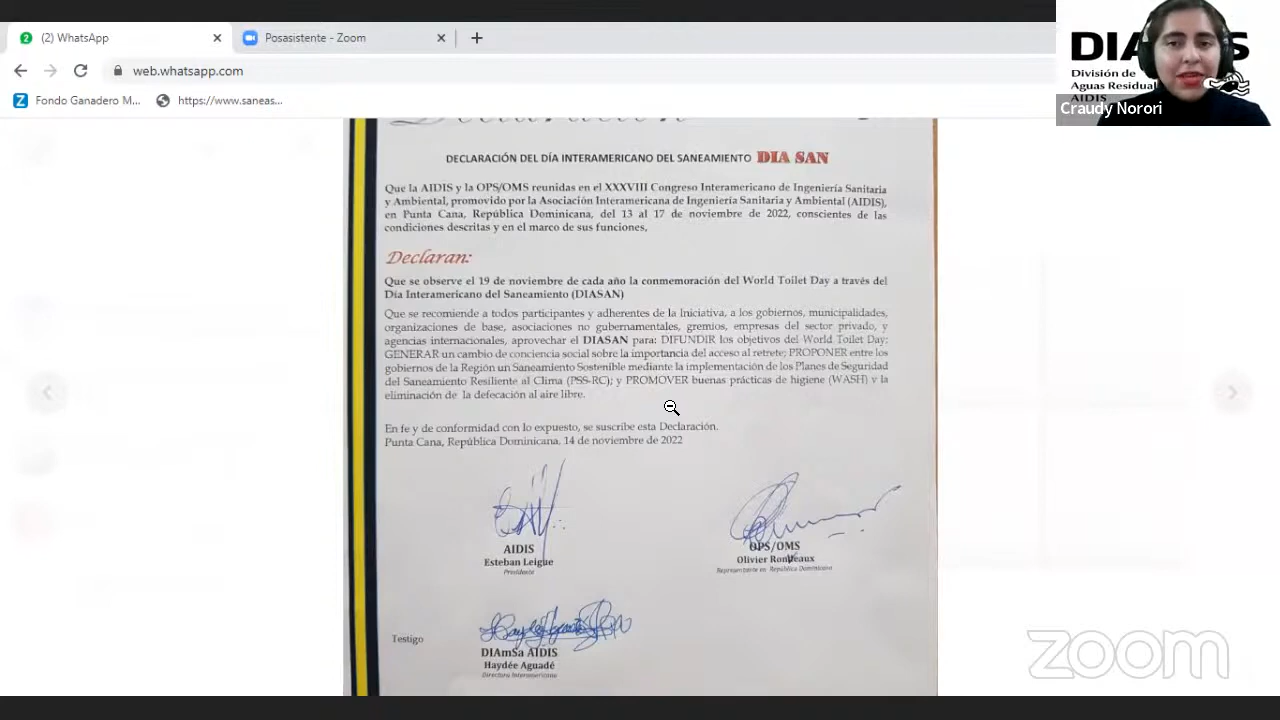 (2) WhatsApp
Posasistente - Zoom
web.whatsapp.com
Fondo Ganadero M...
https://www.saneas...
División de
Aguas Residual
AIDIS
Craudy Norori
DECLARACIÓN DEL DÍA INTERAMERICANO DEL SANEAMIENTO DIA SAN
Que la AIDIS y la OPS/OMS reunidas en el XXXVIII Congreso Interamericano de Ingeniería Sanitaria
y Ambiental, promovido por la Asociación Interamericana de Ingeniería Sanitaria y Ambiental (AIDIS),
en Punta Cana, República Dominicana, del 13 al 17 de noviembre de 2022, conscientes de las
condiciones descritas y en el marco de sus funciones,
Declaran:
Que se observe el 19 de noviembre de cada año la conmemoración del World Toilet Day a través del
Día Interamericano del Saneamiento (DIASAN)
Que se recomiende a todos participantes y adherentes de la Iniciativa, a los gobiernos, municipalidades,
organizaciones de base, asociaciones no gubernamentales, gremios, empresas del sector privado, y
agencias internacionales, aprovechar el DIASAN para: DIFUNDIR los objetivos del World Toilet Day;
GENERAR un cambio de conciencia social sobre la importancia del acceso al retrete; PROPONER entre los
gobiernos de la Región un Saneamiento Sostenible mediante la implementación de los Planes de Seguridad
del Saneamiento Resiliente al Clima (PSS-RC); y PROMOVER buenas prácticas de higiene (WASH) y la
eliminación de la defecación al aire libre.
En fe y de conformidad con lo expuesto, se suscribe esta Declaración.
Punta Cana, República Dominicana, 14 de noviembre de 2022
AIDIS
Esteban Leigue
Presidente
OPS/OMS
Olivier Ronveaux
Representante en República Dominicana
Testigo
DIAmSa AIDIS
Haydée Aguadé
Directora Interamericana
zoom